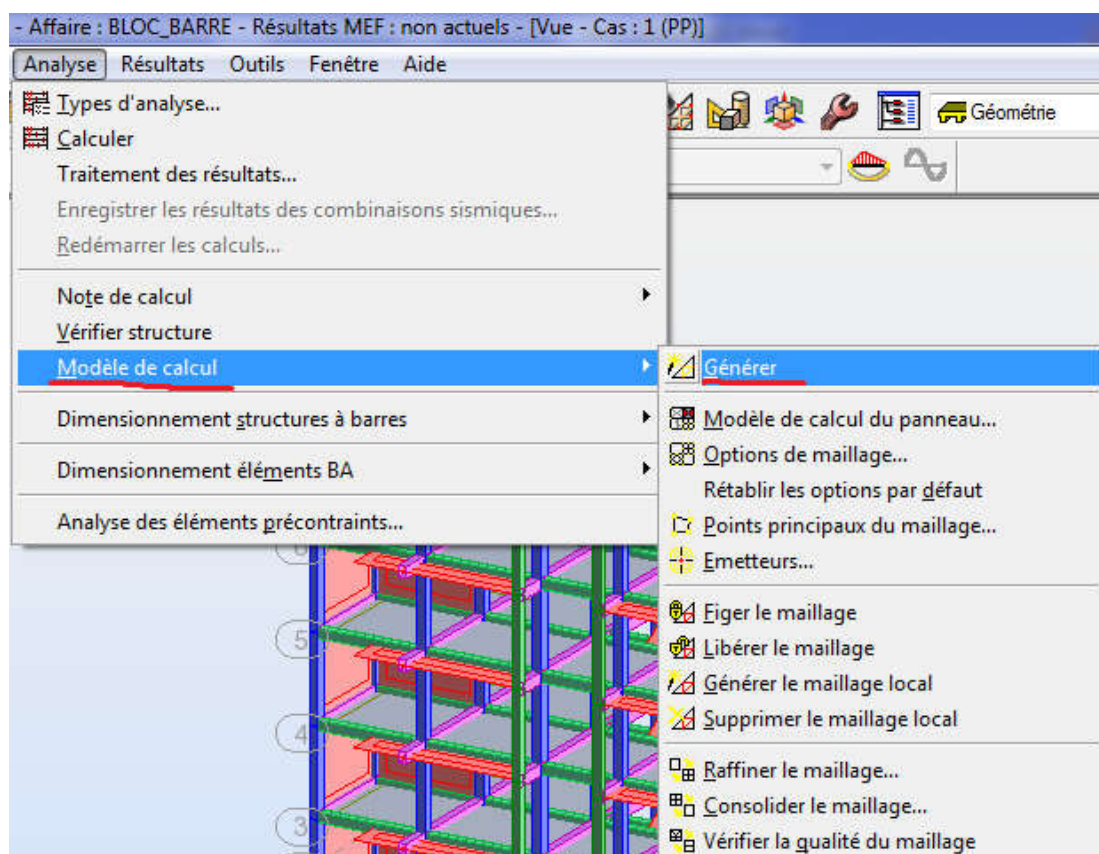 - Affaire : BLOC_BARRE - Résultats MEF : non actuels - [Vue - Cas : 1 (PP)]
Analyse Résultats Outils Fenêtre Aide
Types d'analyse...
Géométrie
Calculer
Traitement des résultats...
Enregistrer les résultats des combinaisons sismiques...
Redémarrer les calculs...
Note de calcul
Vérifier structure
Modèle de calcul
Générer
Dimensionnement structures à barres
Modèle de calcul du panneau...
Options de maillage...
Dimensionnement éléments BA
Rétablir les options par défaut
Analyse des éléments précontraints...
Points principaux du maillage...
Emetteurs...
6
Figer le maillage
5
Libérer le maillage
Générer le maillage local
Supprimer le maillage local
4
Raffiner le maillage...
Consolider le maillage...
3
Vérifier la qualité du maillage